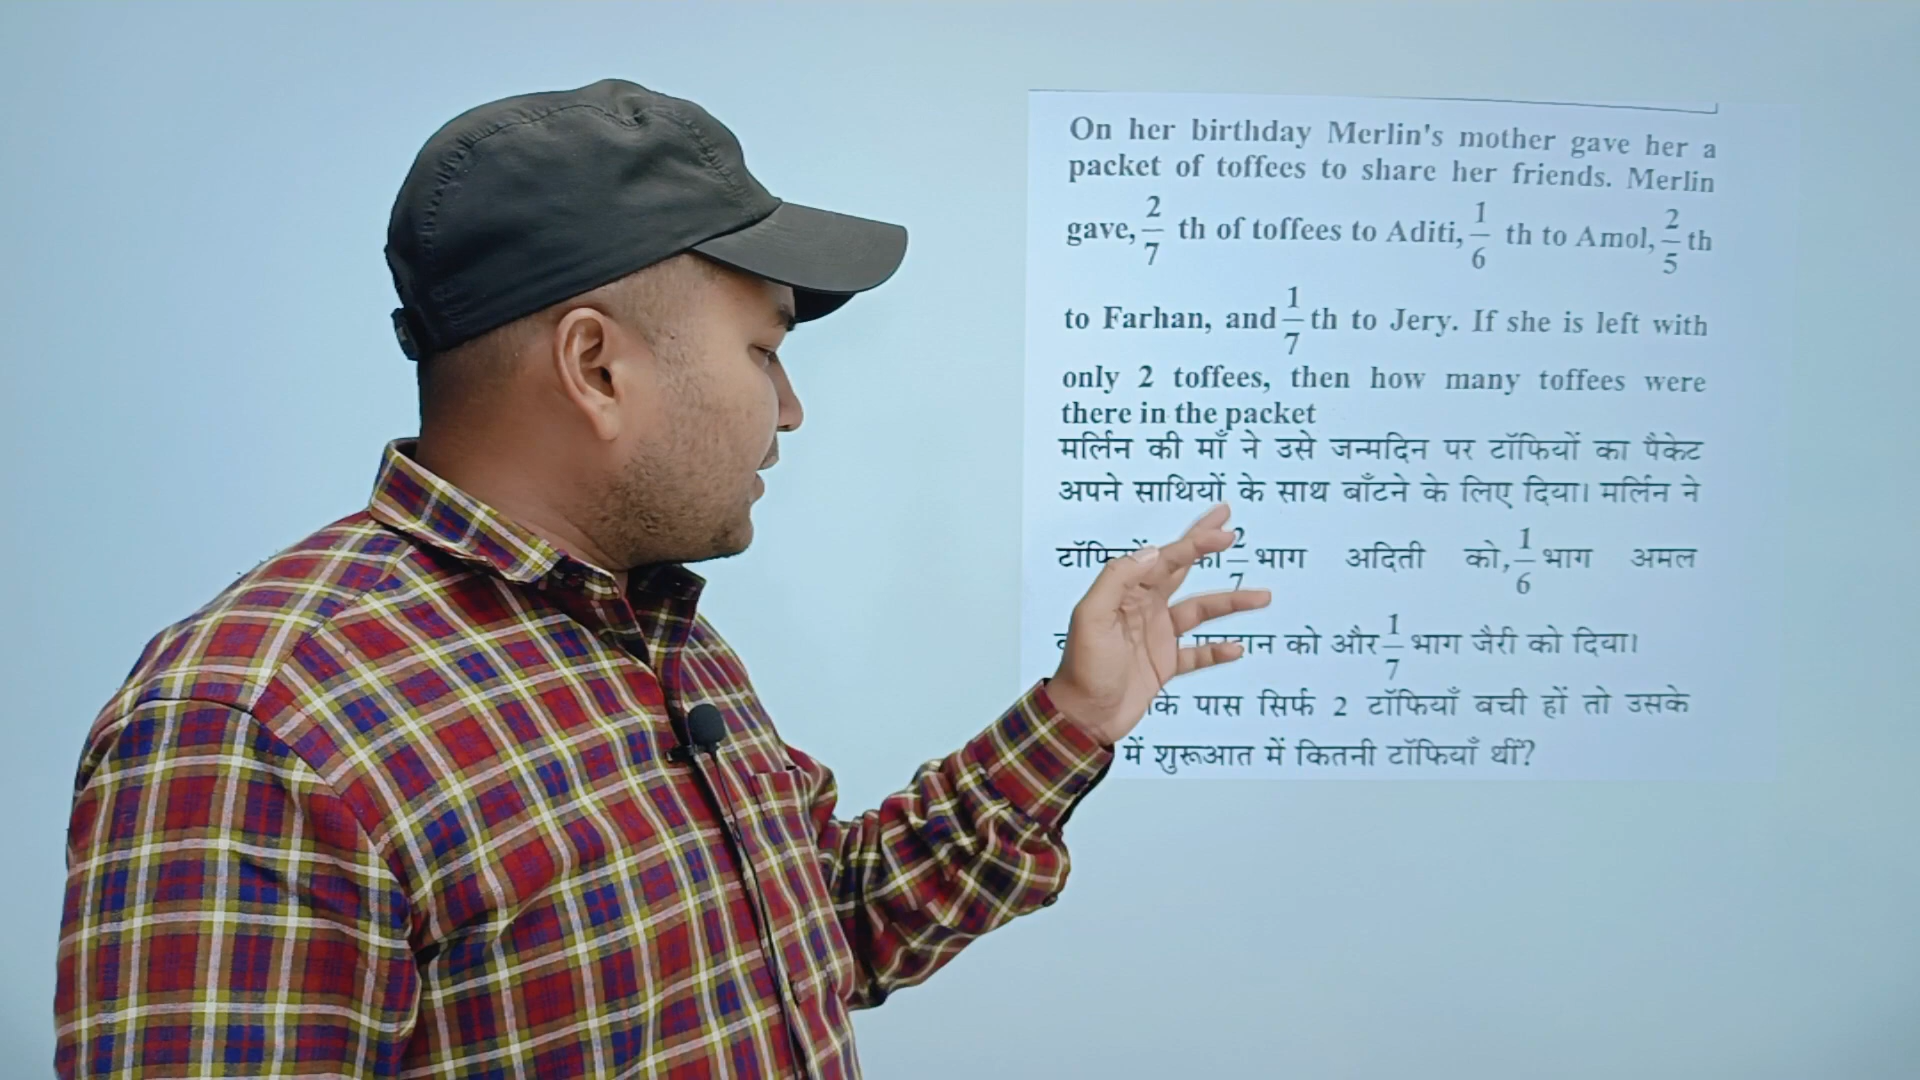 On her birthday Merlin's mother gave her a
packet of toffees to share her friends. Merlin
gave, 2/7 th of toffees to Aditi, 1/6 th to Amol, 2/5 th
to Farhan, and 1/7 th to Jery. If she is left with
only 2 toffees, then how many toffees were
there in the packet
मर्लिन की माँ ने उसे जन्मदिन पर टॉफियों का पैकेट
अपने साथियों के साथ बाँटने के लिए दिया। मर्लिन ने
2/7 भाग अदिती को, 1/6 भाग अमल
को और 1/7 भाग जैरी को दिया।
के पास सिर्फ 2 टॉफियाँ बची हों तो उसके
में शुरूआत में कितनी टॉफियाँ थीं?